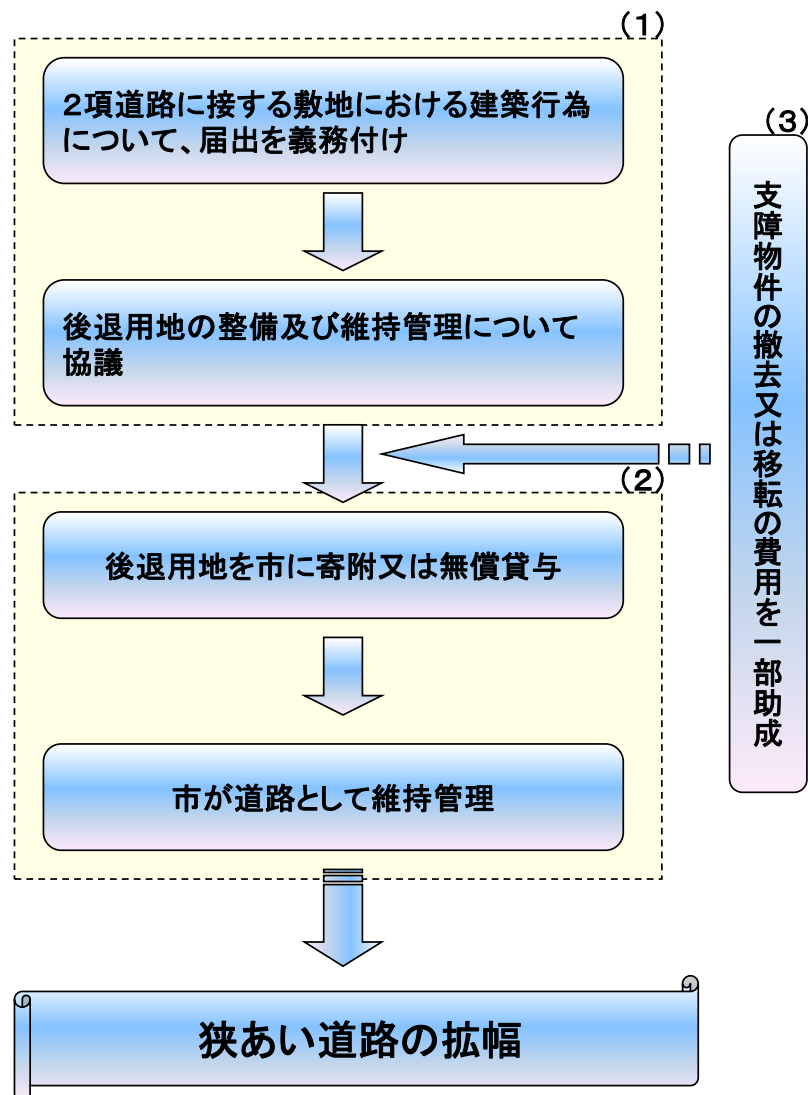 (1)
2項道路に接する敷地における建築行為
について、届出を義務付け
後退用地の整備及び維持管理について
協議
(3)
支障物件の撤去又は移転の費用を一部助成
(2)
後退用地を市に寄附又は無償貸与
市が道路として維持管理
狭あい道路の拡幅